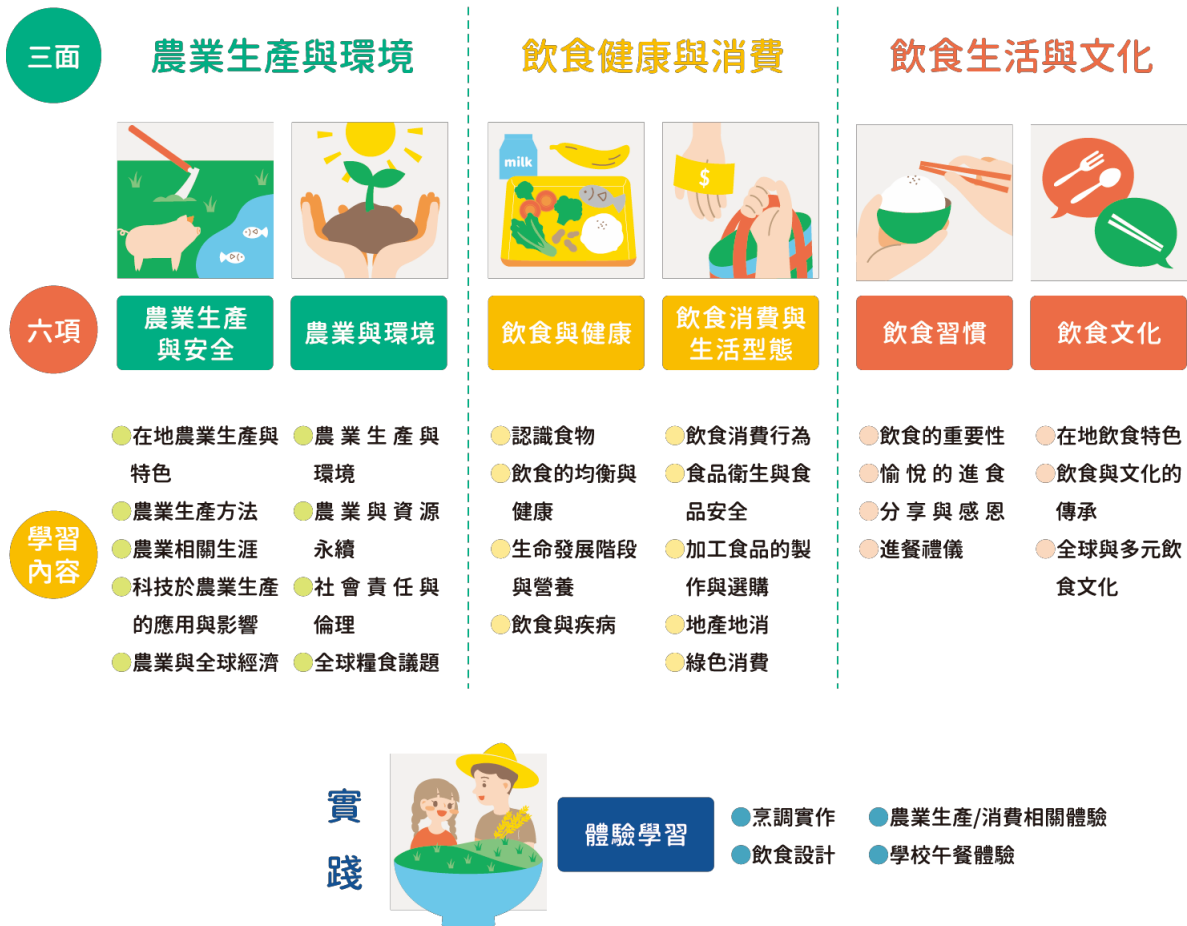 三面
農業生產與環境
飲食健康與消費
飲食生活與文化
milk
$
六項
農業生產
與安全
農業與環境
飲食與健康
飲食消費與
生活型態
飲食習慣
飲食文化
學習
內容
在地農業生產與
特色
農業生產方法
農業相關生涯
科技於農業生產
的應用與影響
農業與全球經濟
農業生產與
環境
農業與資源
永續
社會責任與
倫理
全球糧食議題
認識食物
飲食的均衡與
健康
生命發展階段
與營養
飲食與疾病
飲食消費行為
食品衛生與食
品安全
加工食品的製
作與選購
地產地消
綠色消費
飲食的重要性
愉悅的進食
分享與感恩
進餐禮儀
在地飲食特色
飲食與文化的
傳承
全球與多元飲
食文化
實
踐
體驗學習
烹調實作
飲食設計
農業生產/消費相關體驗
學校午餐體驗